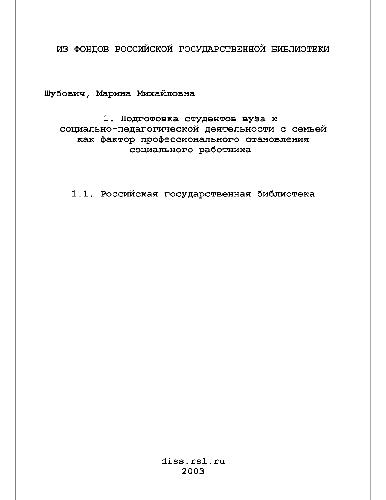 ИЗ ФОНДОВ РОССИЙСКОЙ ГОСУДАРСТВЕННОЙ БИБЛИОТЕКИ
Шубович, Марина Михайловна
1. Подготовка студентов вуза к
социально-педагогической деятельности с семьей
как фактор профессионального становления
социального работника
1.1. Российская государственная библиотека
diss.rsl.ru
2003